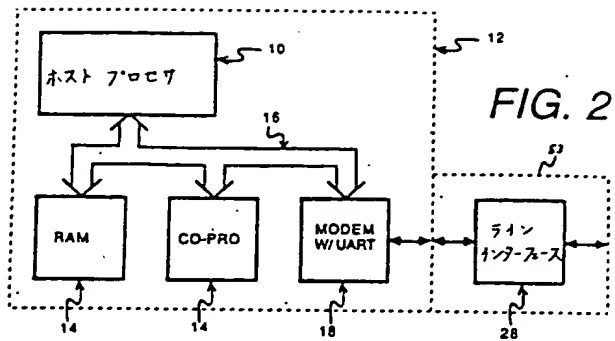 10
12
ホスト プロセサ
FIG. 2
16
53
RAM
CO-PRO
MODEM
W/UART
ライン
インターフェース
14
14
18
28